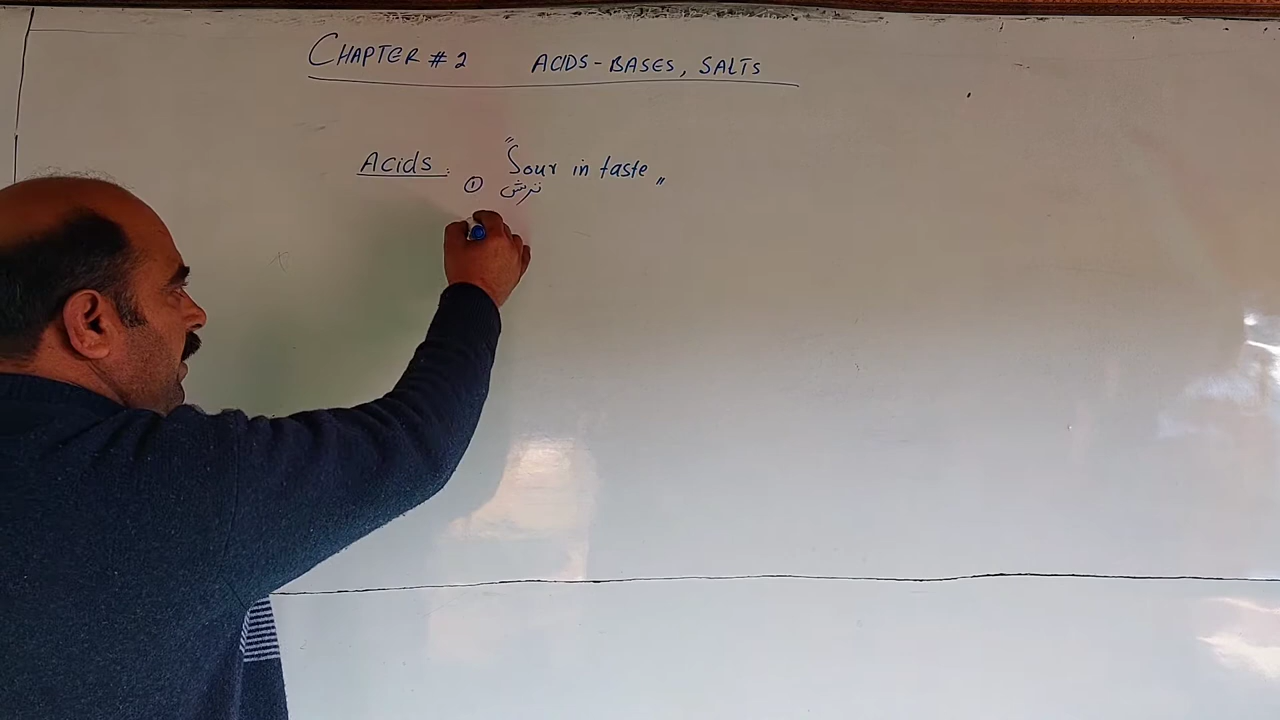 CHAPTER # 2 ACIDS-BASES, SALTS
Acids: "Sour in taste"
① ترش